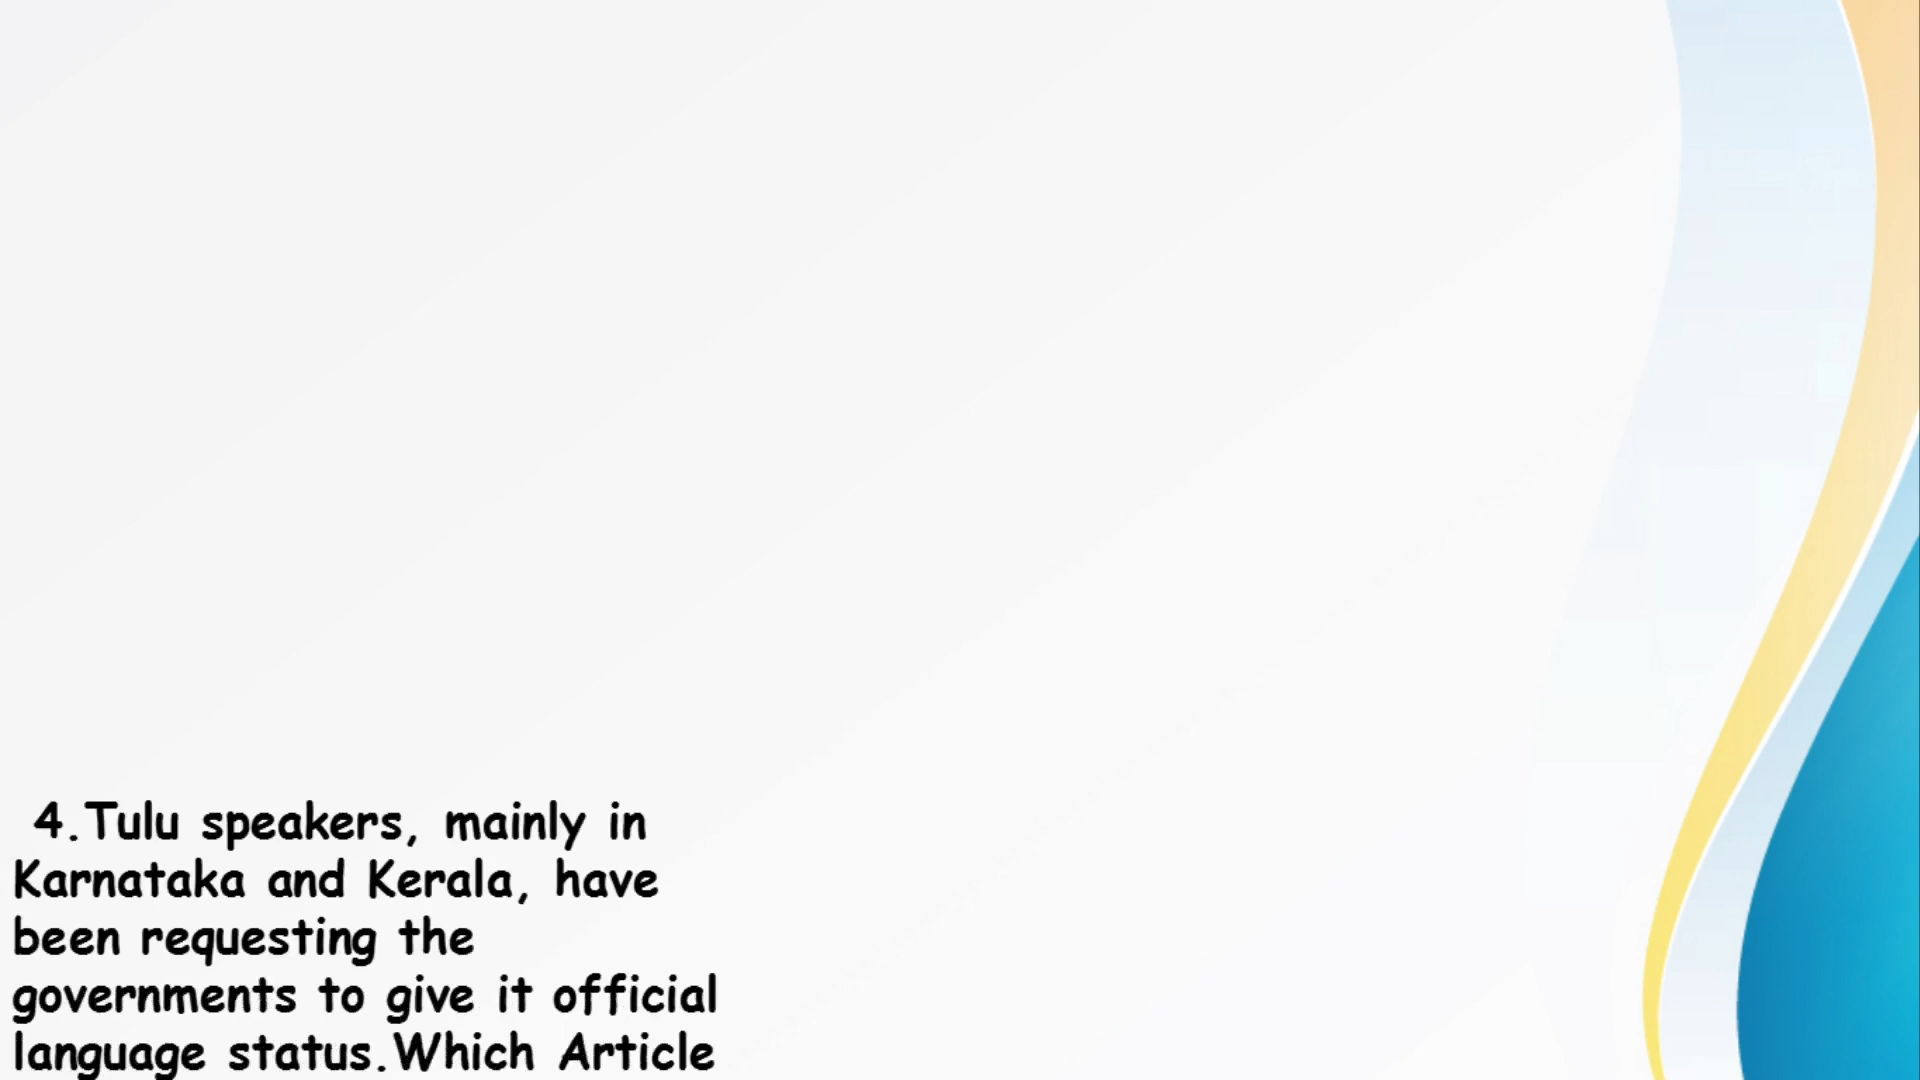 4.Tulu speakers, mainly in
Karnataka and Kerala, have
been requesting the
governments to give it official
language status.Which Article